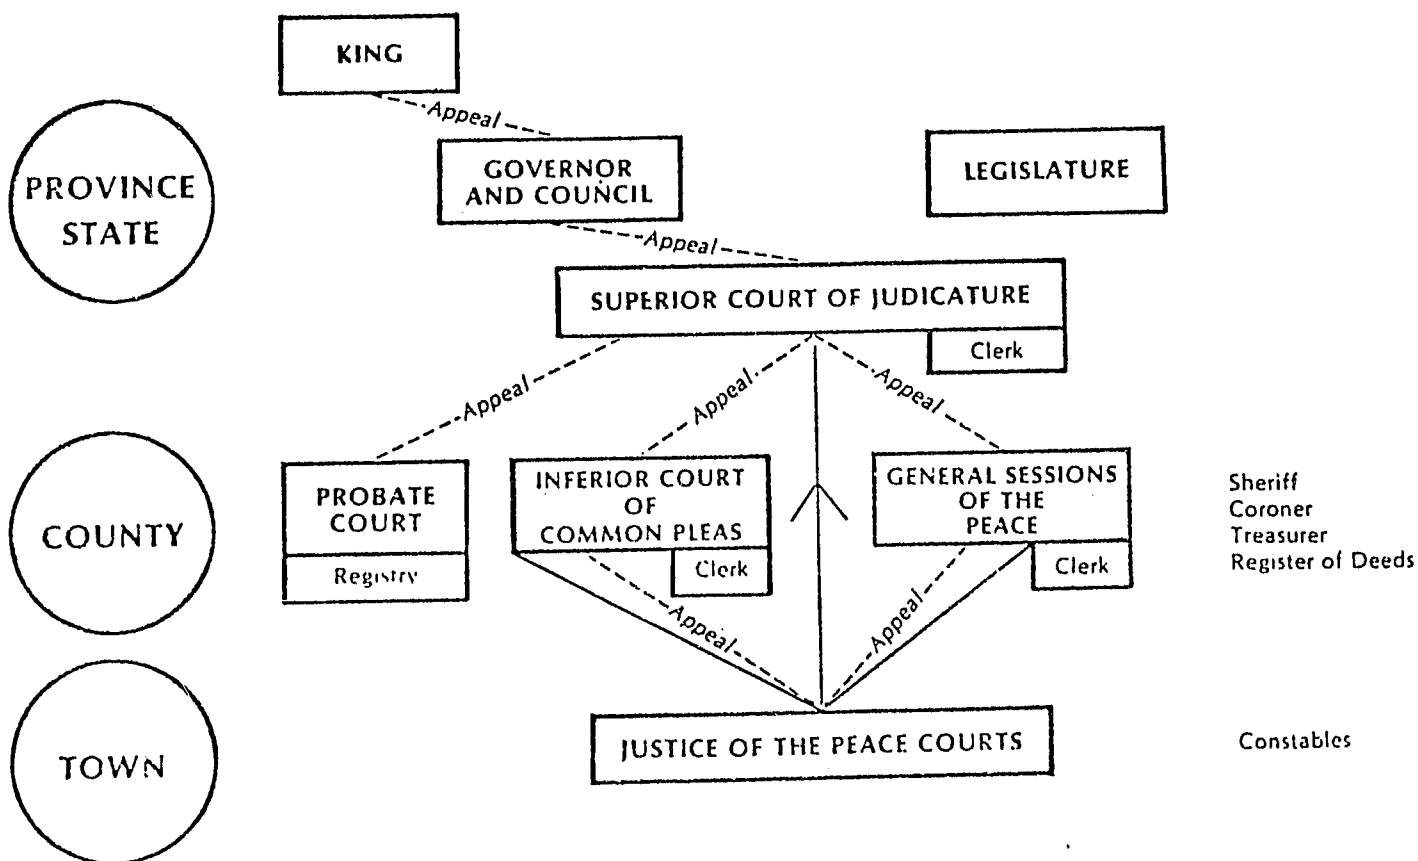 KING
Appeal
GOVERNOR
AND COUNCIL
LEGISLATURE
PROVINCE
STATE
Appeal
SUPERIOR COURT OF JUDICATURE
Clerk
Appeal
Appeal
Appeal
COUNTY
PROBATE
COURT
Registry
INFERIOR COURT
OF
COMMON PLEAS
Clerk
GENERAL SESSIONS
OF THE
PEACE
Clerk
Sheriff
Coroner
Treasurer
Register of Deeds
Appeal
Appeal
TOWN
JUSTICE OF THE PEACE COURTS
Constables